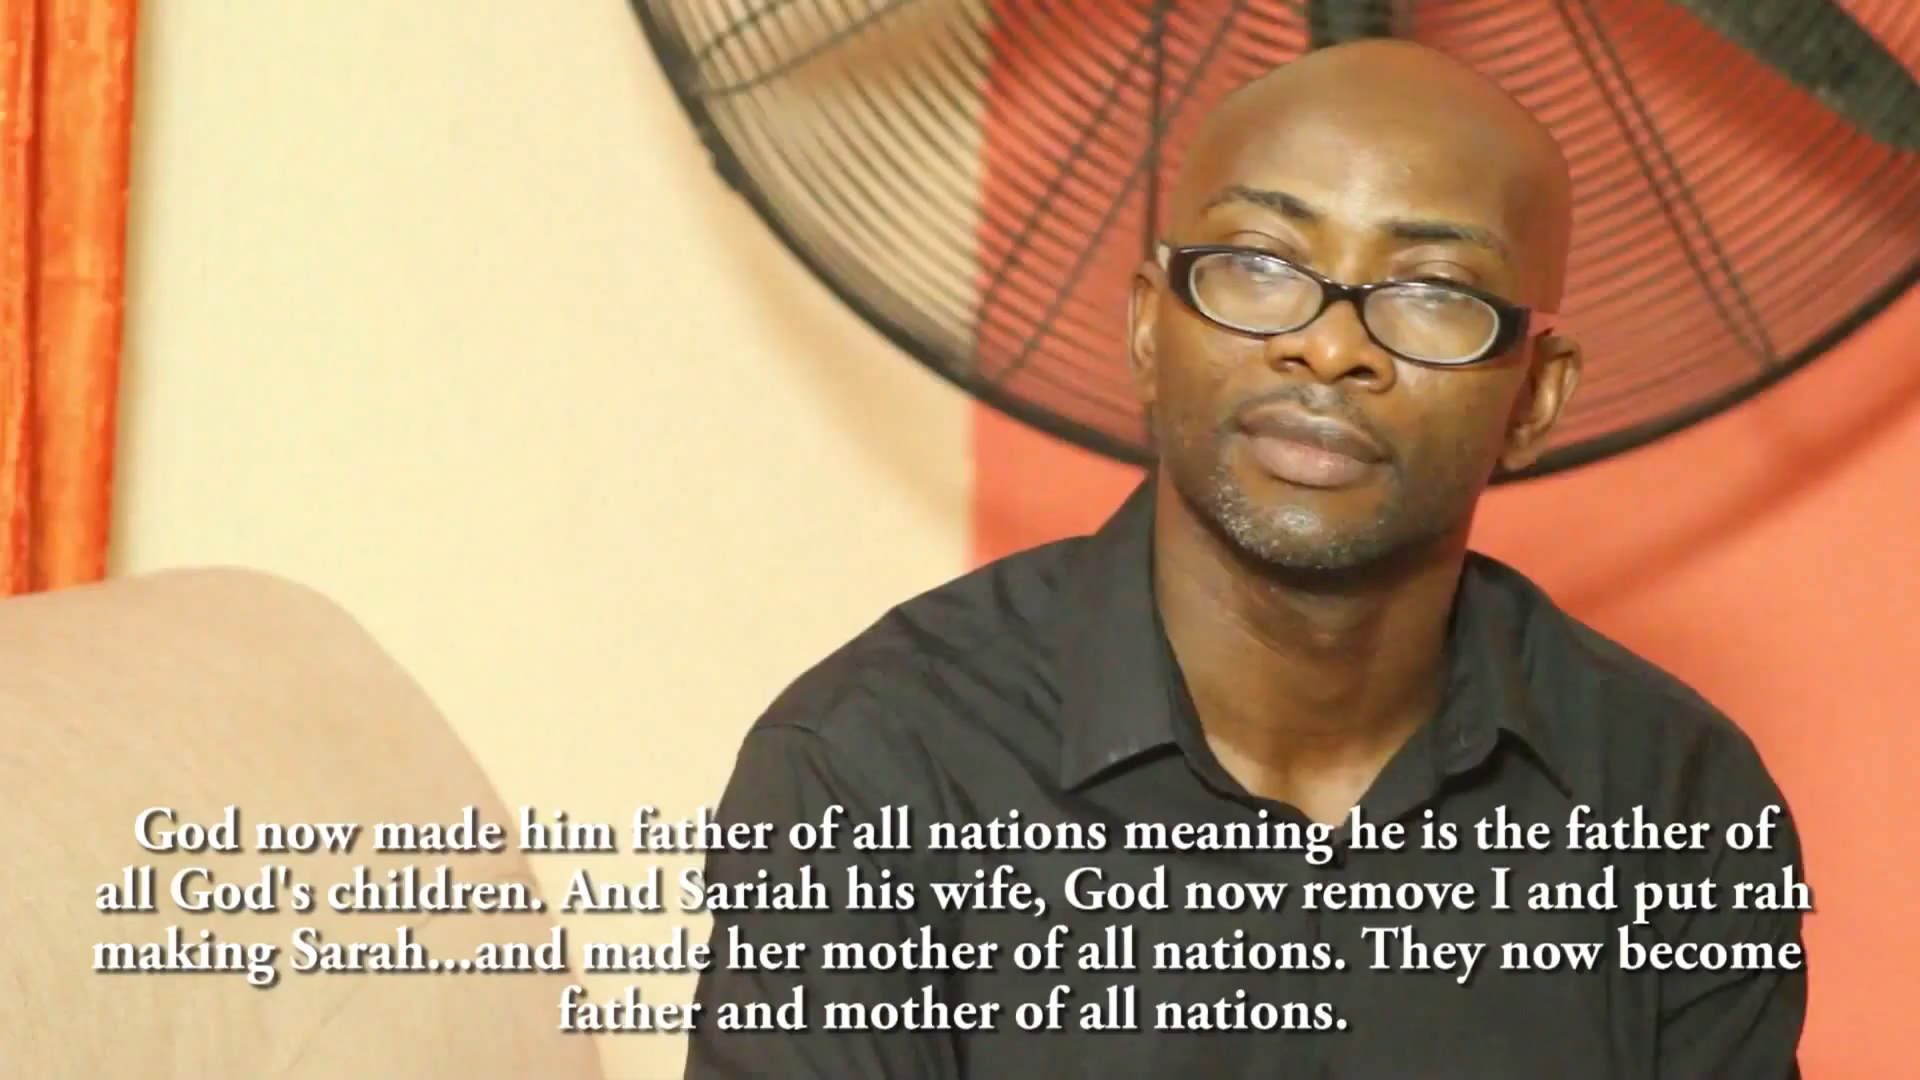 God now made him father of all nations meaning he is the father of
all God's children. And Sariah his wife, God now remove I and put rah
making Sarah...and made her mother of all nations. They now become
father and mother of all nations.